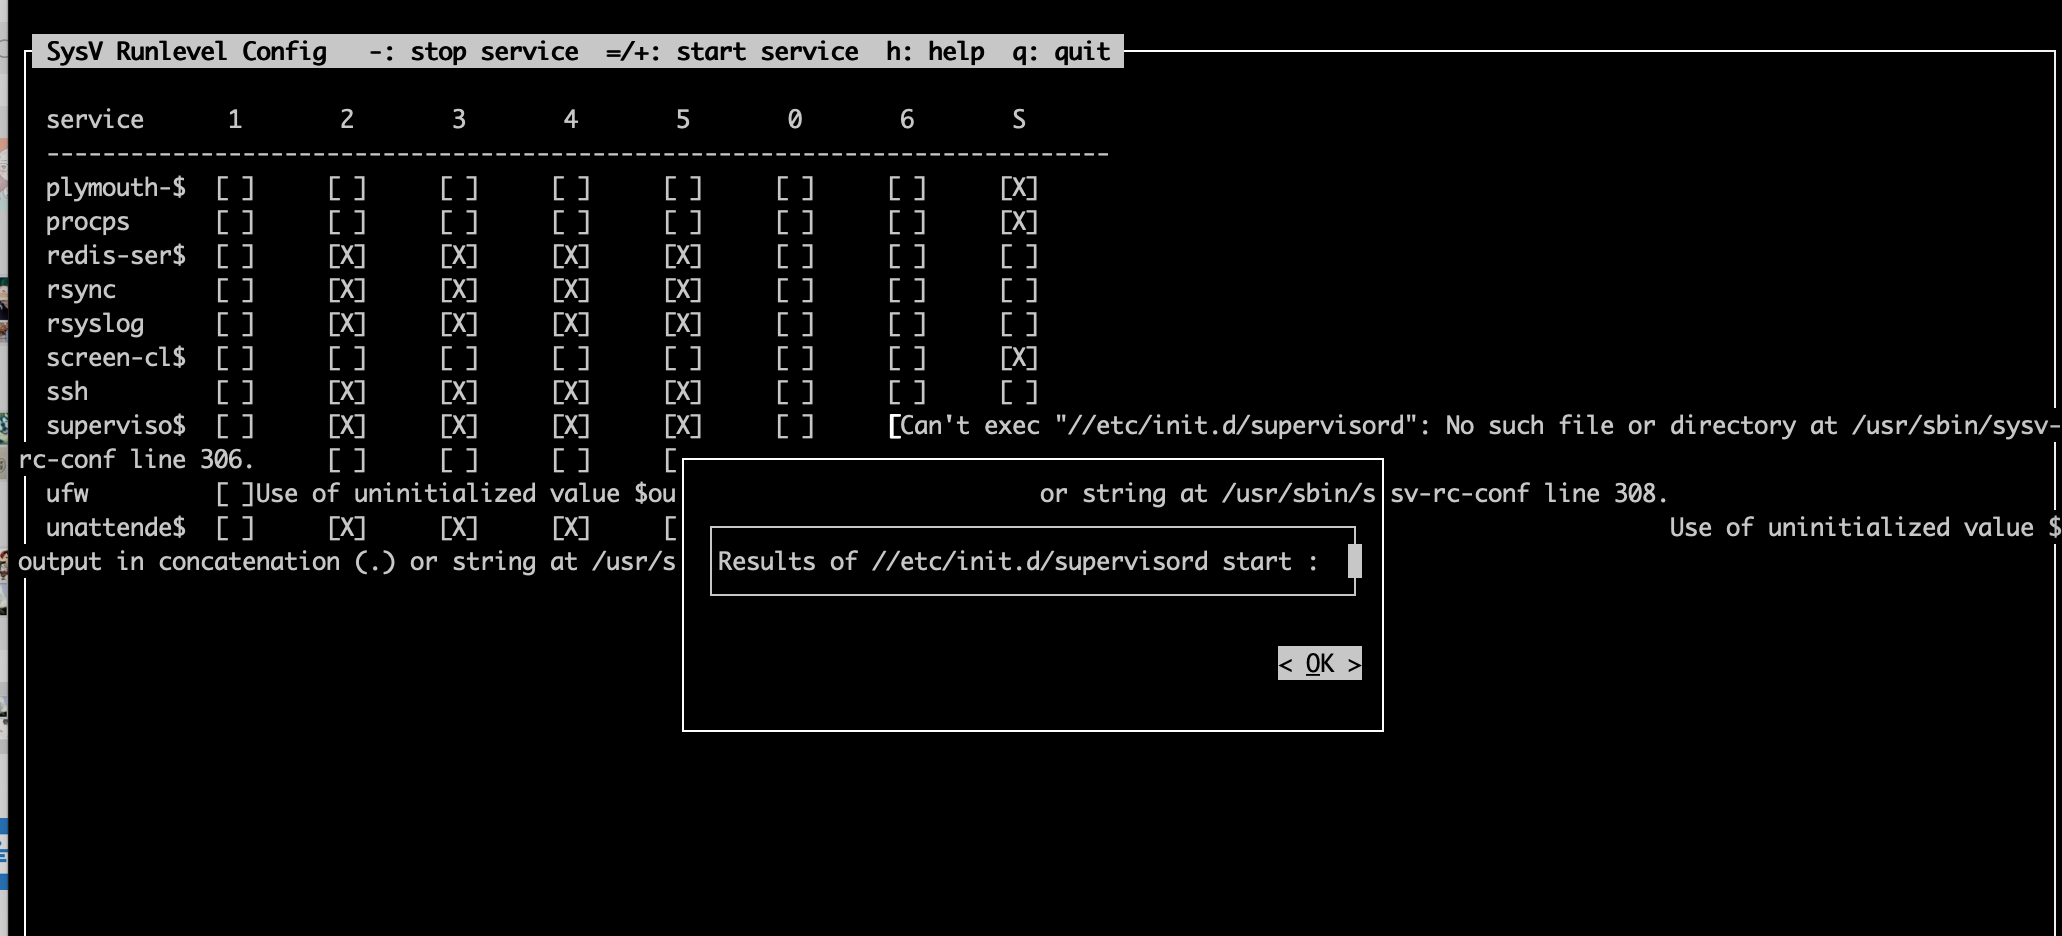 SysV Runlevel Config   -: stop service  =/+: start service  h: help  q: quit
service      1       2       3       4       5       0       6       S
----------------------------------------------------------------------------
plymouth-$  [ ]     [ ]     [ ]     [ ]     [ ]     [ ]     [ ]     [X]
procps      [ ]     [ ]     [ ]     [ ]     [ ]     [ ]     [ ]     [X]
redis-ser$  [ ]     [X]     [X]     [X]     [X]     [ ]     [ ]     [ ]
rsync       [ ]     [X]     [X]     [X]     [X]     [ ]     [ ]     [ ]
rsyslog     [ ]     [X]     [X]     [X]     [X]     [ ]     [ ]     [ ]
screen-cl$  [ ]     [ ]     [ ]     [ ]     [ ]     [ ]     [ ]     [X]
ssh         [ ]     [X]     [X]     [X]     [X]     [ ]     [ ]     [ ]
superviso$  [ ]     [X]     [X]     [X]     [X]     [ ]     [Can't exec "//etc/init.d/supervisord": No such file or directory at /usr/sbin/sysv-
rc-conf line 306.     [ ]     [ ]     [ ]     [
ufw         [ ]Use of uninitialized value $ou                          or string at /usr/sbin/s sv-rc-conf line 308.
unattende$  [ ]     [X]     [X]     [X]     [                          Use of uninitialized value $
output in concatenation (.) or string at /usr/s   Results of //etc/init.d/supervisord start :
< OK >